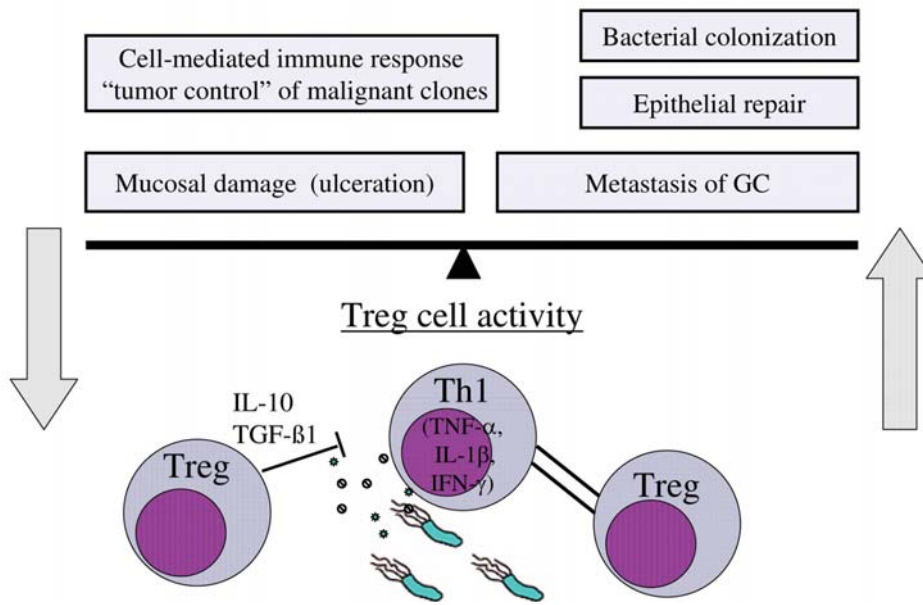 Cell-mediated immune response
“tumor control” of malignant clones
Bacterial colonization
Epithelial repair
Mucosal damage (ulceration)
Metastasis of GC
Treg cell activity
IL-10
TGF-ß1
Treg
Th1
(TNF-α,
IL-1β,
IFN-γ)
Treg